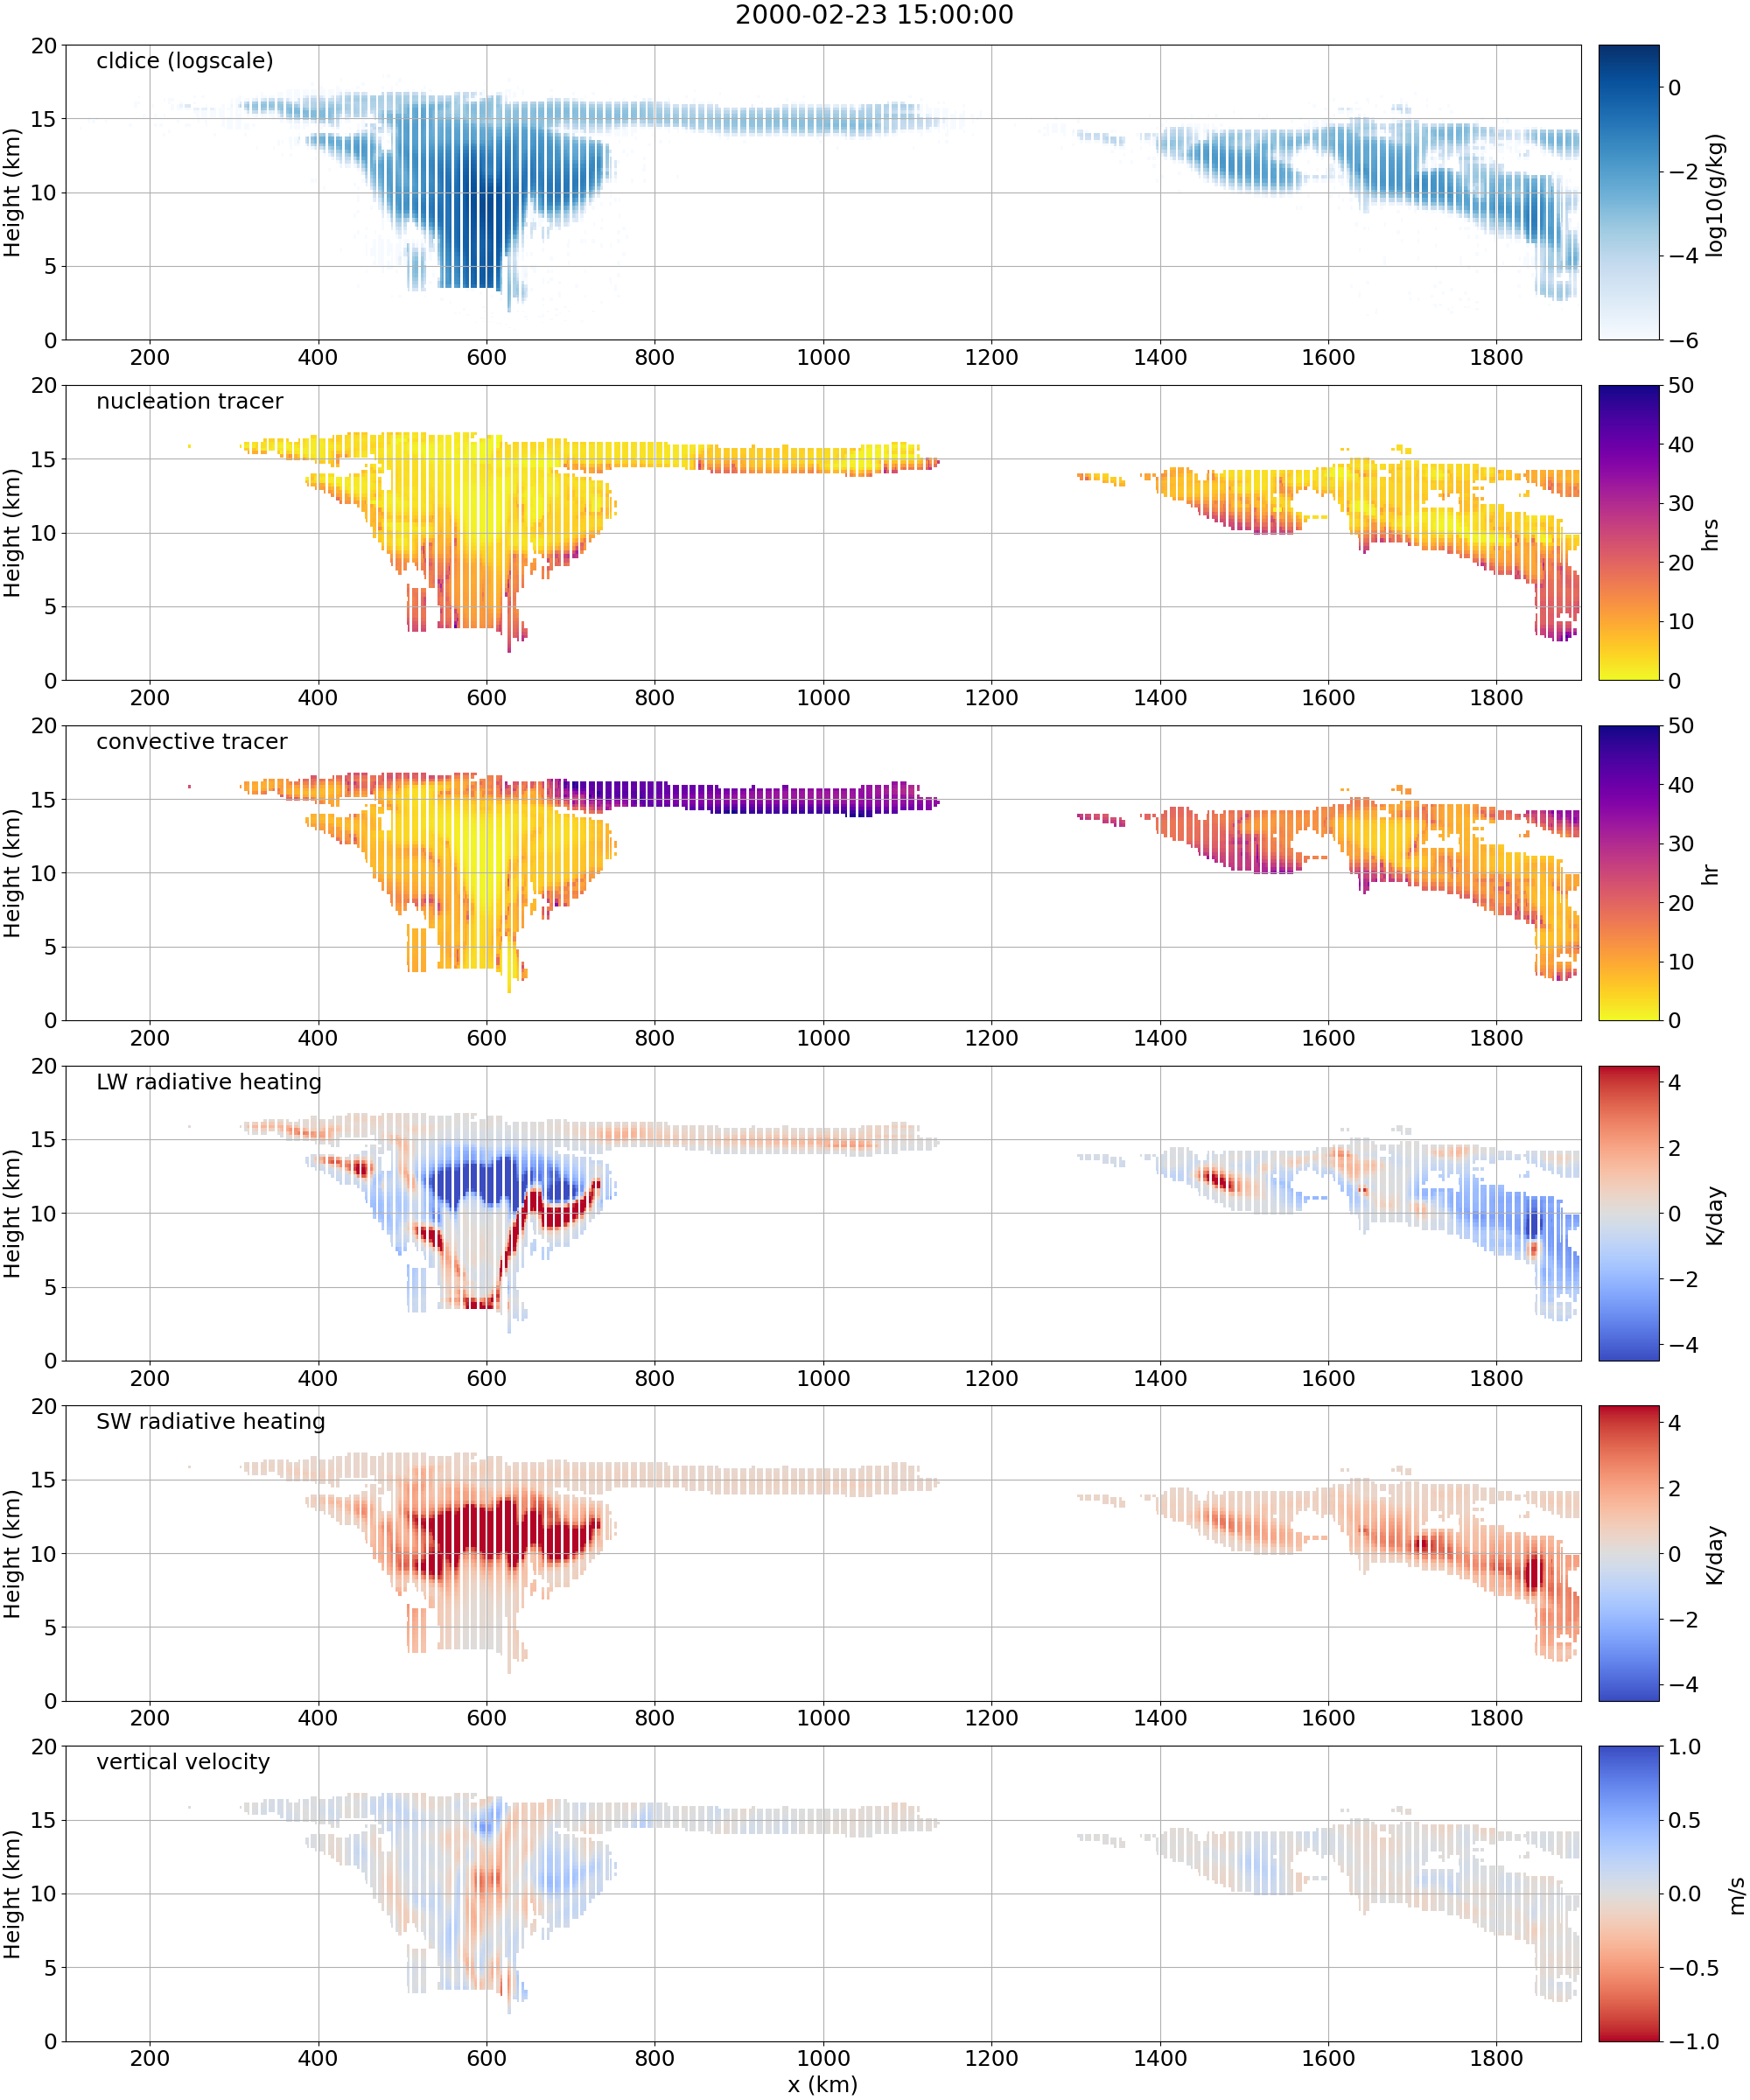 2000-02-23 15:00:00
cldice (logscale)
Height (km)
20
15
10
5
0
200 400 600 800 1000 1200 1400 1600 1800
0
−2
−4
−6
log10(g/kg)
nucleation tracer
Height (km)
20
15
10
5
0
200 400 600 800 1000 1200 1400 1600 1800
50
40
30
20
10
0
hrs
convective tracer
Height (km)
20
15
10
5
0
200 400 600 800 1000 1200 1400 1600 1800
50
40
30
20
10
0
hr
LW radiative heating
Height (km)
20
15
10
5
0
200 400 600 800 1000 1200 1400 1600 1800
4
2
0
−2
−4
K/day
SW radiative heating
Height (km)
20
15
10
5
0
200 400 600 800 1000 1200 1400 1600 1800
4
2
0
−2
−4
K/day
vertical velocity
Height (km)
20
15
10
5
0
200 400 600 800 1000 1200 1400 1600 1800
x (km)
1.0
0.5
0.0
−0.5
−1.0
m/s